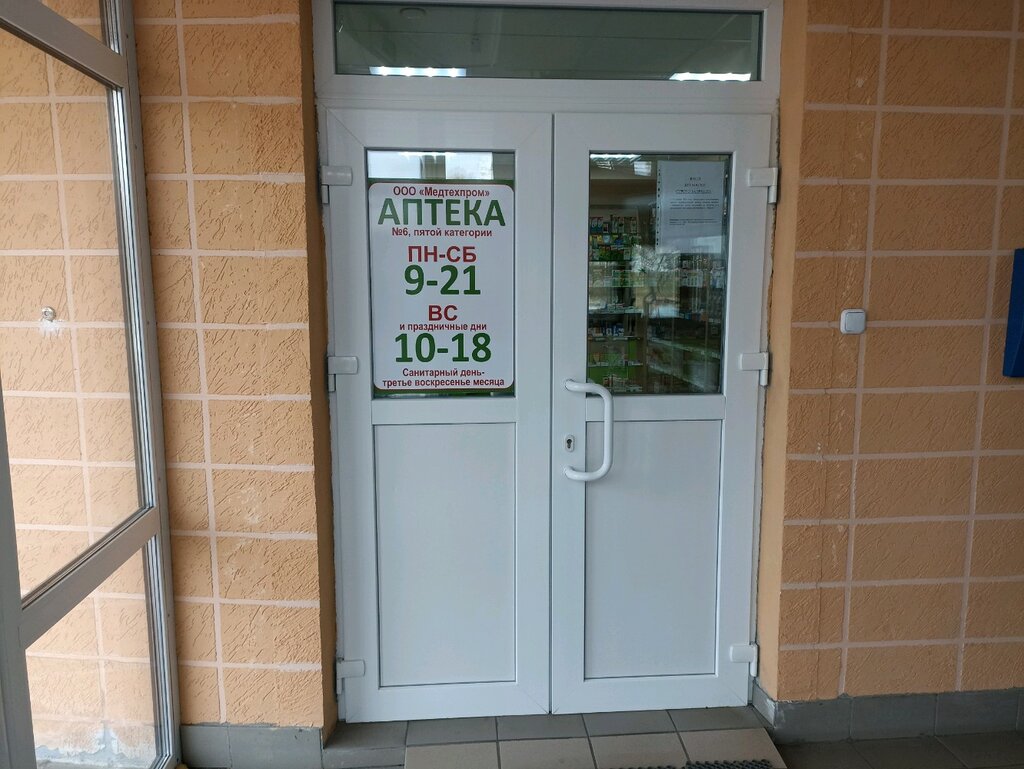 ООО «Медтехпром»
АПТЕКА
№6, пятой категории
ПН-СБ
9-21
ВС
и праздничные дни
10-18
Санитарный день-
третье воскресенье месяца